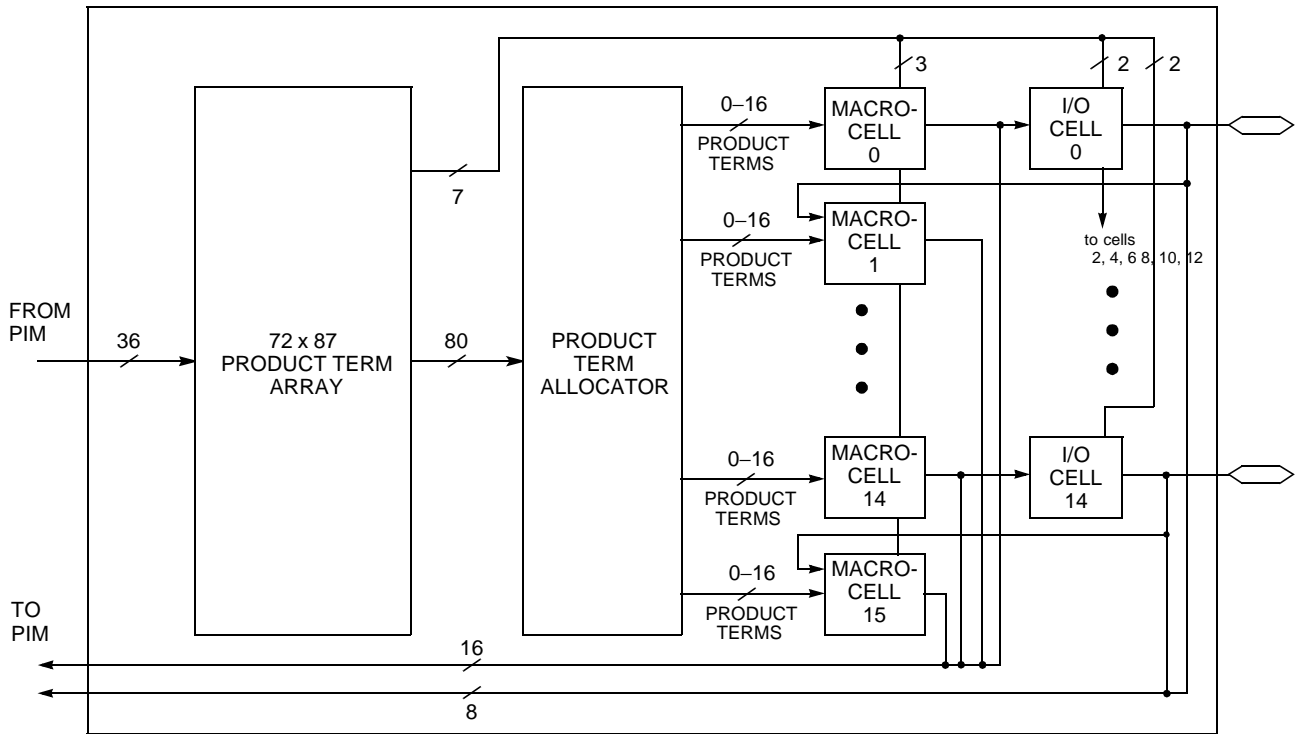 3
2
2
0–16
PRODUCT
TERMS
MACRO-
CELL
0
I/O
CELL
0
7
0–16
PRODUCT
TERMS
MACRO-
CELL
1
to cells
2, 4, 6 8, 10, 12
FROM
PIM
36
72 x 87
PRODUCT TERM
ARRAY
80
PRODUCT
TERM
ALLOCATOR
0–16
PRODUCT
TERMS
MACRO-
CELL
14
I/O
CELL
14
0–16
PRODUCT
TERMS
MACRO-
CELL
15
TO
PIM
16
8